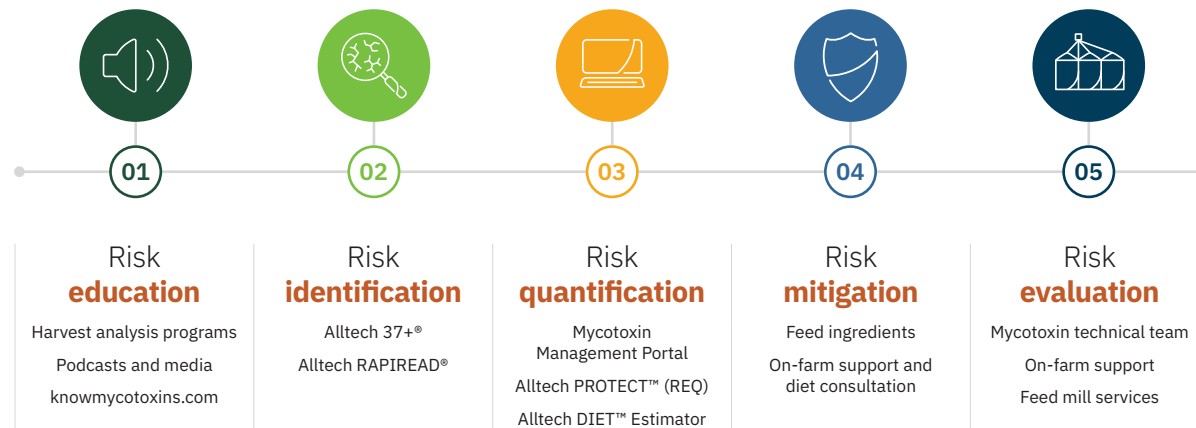 01
02
03
04
05
Risk
education
Harvest analysis programs
Podcasts and media
knowmycotoxins.com
Risk
identification
Alltech 37+®
Alltech RAPIREAD®
Risk
quantification
Mycotoxin
Management Portal
Alltech PROTECT™ (REQ)
Alltech DIET™ Estimator
Risk
mitigation
Feed ingredients
On-farm support and
diet consultation
Risk
evaluation
Mycotoxin technical team
On-farm support
Feed mill services